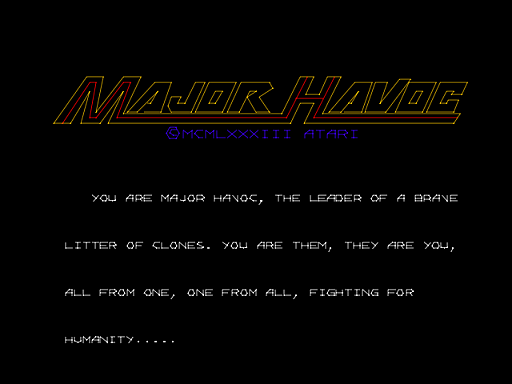 MAJOR HAVOC
©MCMLXXXIII ATARI
YOU ARE MAJOR HAVOC, THE LEADER OF A BRAVE
LITTER OF CLONES. YOU ARE THEM, THEY ARE YOU,
ALL FROM ONE, ONE FROM ALL, FIGHTING FOR
HUMANITY.....